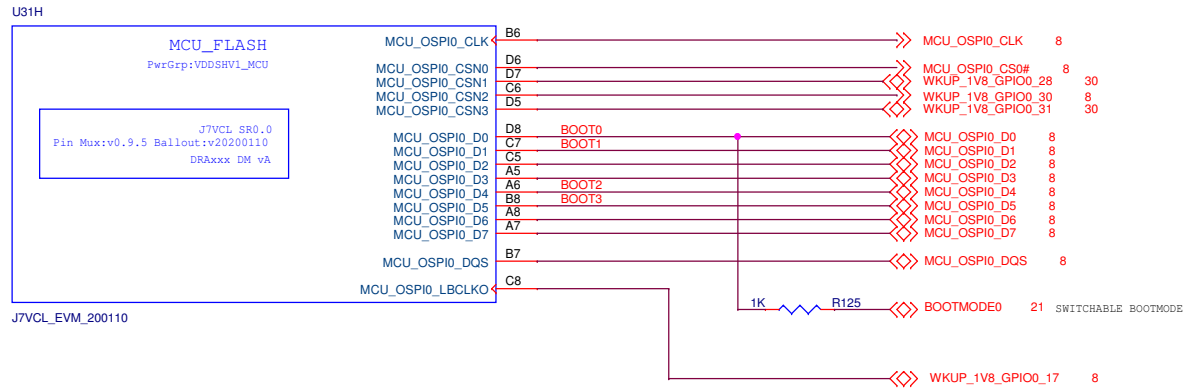 U31H
MCU_FLASH
PwrGrp:VDDSHV1_MCU
J7VCL SR0.0
Pin Mux:v0.9.5 Ballout:v20200110
DRAxxx DM vA
MCU_OSPI0_CLK B6 MCU_OSPI0_CLK 8
MCU_OSPI0_CSN0 D6 MCU_OSPI0_CS0# 8
MCU_OSPI0_CSN1 D7 WKUP_1V8_GPIO0_28 30
MCU_OSPI0_CSN2 C6 WKUP_1V8_GPIO0_30 8
MCU_OSPI0_CSN3 D5 WKUP_1V8_GPIO0_31 30
MCU_OSPI0_D0 D8 BOOT0 MCU_OSPI0_D0 8
MCU_OSPI0_D1 C7 BOOT1 MCU_OSPI0_D1 8
MCU_OSPI0_D2 C5 MCU_OSPI0_D2 8
MCU_OSPI0_D3 A5 MCU_OSPI0_D3 8
MCU_OSPI0_D4 A6 BOOT2 MCU_OSPI0_D4 8
MCU_OSPI0_D5 B8 BOOT3 MCU_OSPI0_D5 8
MCU_OSPI0_D6 A8 MCU_OSPI0_D6 8
MCU_OSPI0_D7 A7 MCU_OSPI0_D7 8
MCU_OSPI0_DQS B7 MCU_OSPI0_DQS 8
MCU_OSPI0_LBCLKO C8
1K R125 BOOTMODE0 21 SWITCHABLE BOOTMODE
J7VCL_EVM_200110
WKUP_1V8_GPIO0_17 8